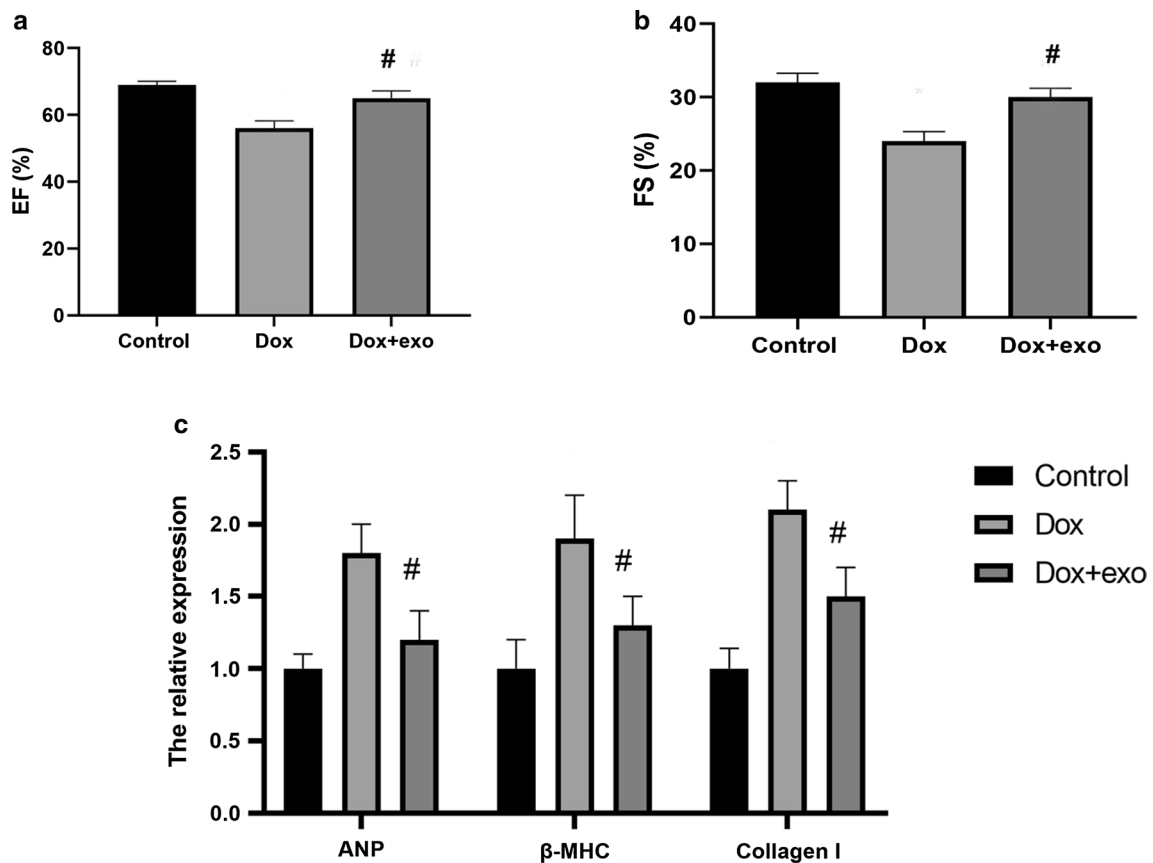 a
80
60
40
20
0
EF (%)
#
Control Dox Dox+exo
b
40
30
20
10
0
FS (%)
*
#
Control Dox Dox+exo
c
2.5
2.0
1.5
1.0
0.5
0.0
The relative expression
#
#
#
ANP β-MHC Collagen I
Control
Dox
Dox+exo